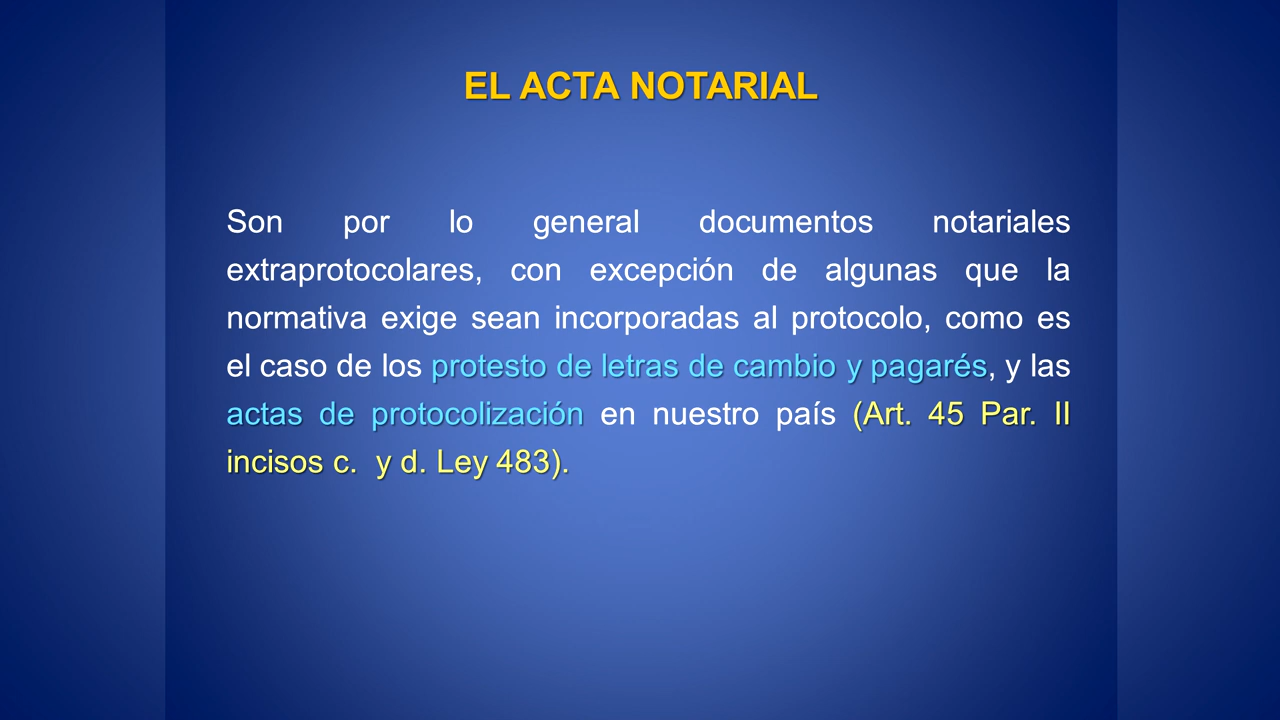 EL ACTA NOTARIAL
Son por lo general documentos notariales
extraprotocolares, con excepción de algunas que la
normativa exige sean incorporadas al protocolo, como es
el caso de los protesto de letras de cambio y pagarés, y las
actas de protocolización en nuestro país (Art. 45 Par. II
incisos c.  y d. Ley 483).